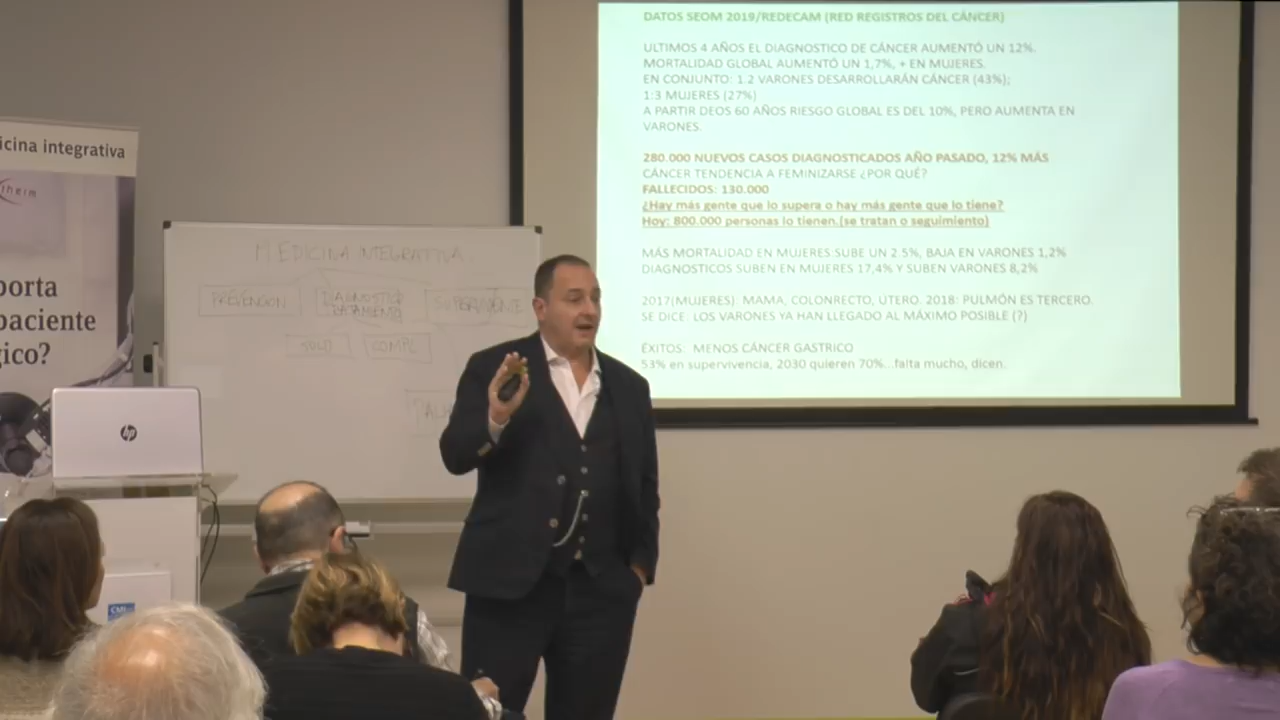 DATOS SEOM 2019/REDECAM (RED REGISTROS DEL CÁNCER)
ULTIMOS 4 AÑOS EL DIAGNOSTICO DE CÁNCER AUMENTÓ UN 12%.
MORTALIDAD GLOBAL AUMENTÓ UN 1,7%, + EN MUJERES.
EN CONJUNTO: 1.2 VARONES DESARROLLARÁN CÁNCER (43%);
1:3 MUJERES (27%)
A PARTIR DEOS 60 AÑOS RIESGO GLOBAL ES DEL 10%, PERO AUMENTA EN
VARONES.
280.000 NUEVOS CASOS DIAGNOSTICADOS AÑO PASADO, 12% MÁS
CÁNCER TENDENCIA A FEMINIZARSE ¿POR QUÉ?
FALLECIDOS: 130.000
¿Hay más gente que lo supera o hay más gente que lo tiene?
Hoy: 800.000 personas lo tienen.(se tratan o seguimiento)
MÁS MORTALIDAD EN MUJERES:SUBE UN 2.5%, BAJA EN VARONES 1,2%
DIAGNOSTICOS SUBEN EN MUJERES 17,4% Y SUBEN VARONES 8,2%
2017(MUJERES): MAMA, COLONRECTO, ÚTERO. 2018: PULMÓN ES TERCERO.
SE DICE: LOS VARONES YA HAN LLEGADO AL MÁXIMO POSIBLE (?)
ÉXITOS: MENOS CÁNCER GASTRICO
53% en supervivencia, 2030 quieren 70%...falta mucho, dicen.
icina integrativa
theim
porta
paciente
gico?
MEDICINA INTEGRATIVA
PREVENCION
DIAGNOSTICO
TRATAMIENTO
COMPL
hp